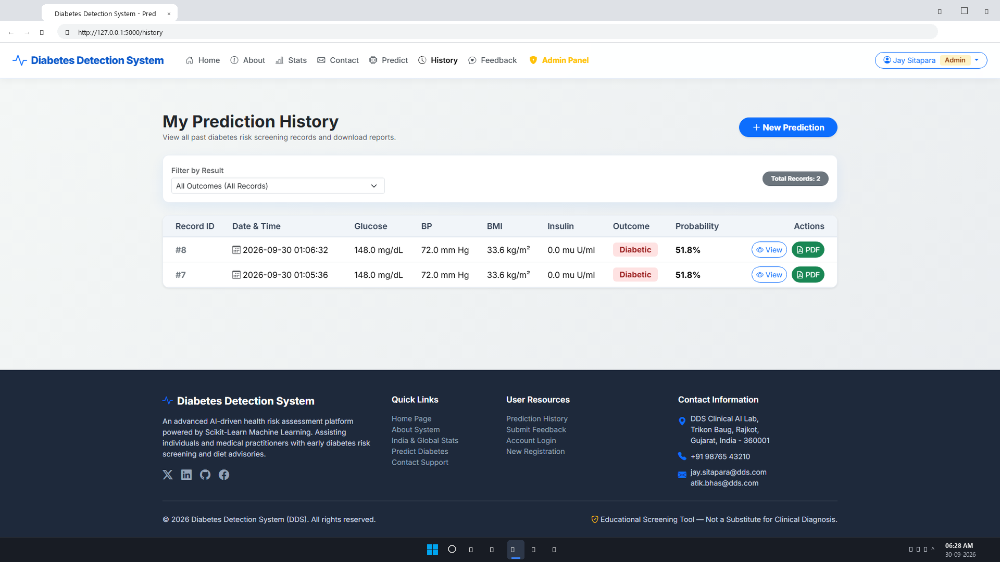 Diabetes Detection System - Pred ×
http://127.0.0.1:5000/history
Diabetes Detection System
Home
About
Stats
Contact
Predict
History
Feedback
Admin Panel
Jay Sitapara Admin
My Prediction History
View all past diabetes risk screening records and download reports.
+ New Prediction
Filter by Result
All Outcomes (All Records)
Total Records: 2
Record ID Date & Time Glucose BP BMI Insulin Outcome Probability Actions
#8 2026-09-30 01:06:32 148.0 mg/dL 72.0 mm Hg 33.6 kg/m² 0.0 mu U/ml Diabetic 51.8% View PDF
#7 2026-09-30 01:05:36 148.0 mg/dL 72.0 mm Hg 33.6 kg/m² 0.0 mu U/ml Diabetic 51.8% View PDF
Diabetes Detection System
An advanced AI-driven health risk assessment platform
powered by Scikit-Learn Machine Learning. Assisting
individuals and medical practitioners with early diabetes risk
screening and diet advisories.
Quick Links
Home Page
About System
India & Global Stats
Predict Diabetes
Contact Support
User Resources
Prediction History
Submit Feedback
Account Login
New Registration
Contact Information
DDS Clinical AI Lab,
Trikon Baug, Rajkot,
Gujarat, India - 360001
+91 98765 43210
jay.sitapara@dds.com
atik.bhas@dds.com
© 2026 Diabetes Detection System (DDS). All rights reserved.
Educational Screening Tool — Not a Substitute for Clinical Diagnosis.
06:28 AM
30-09-2026